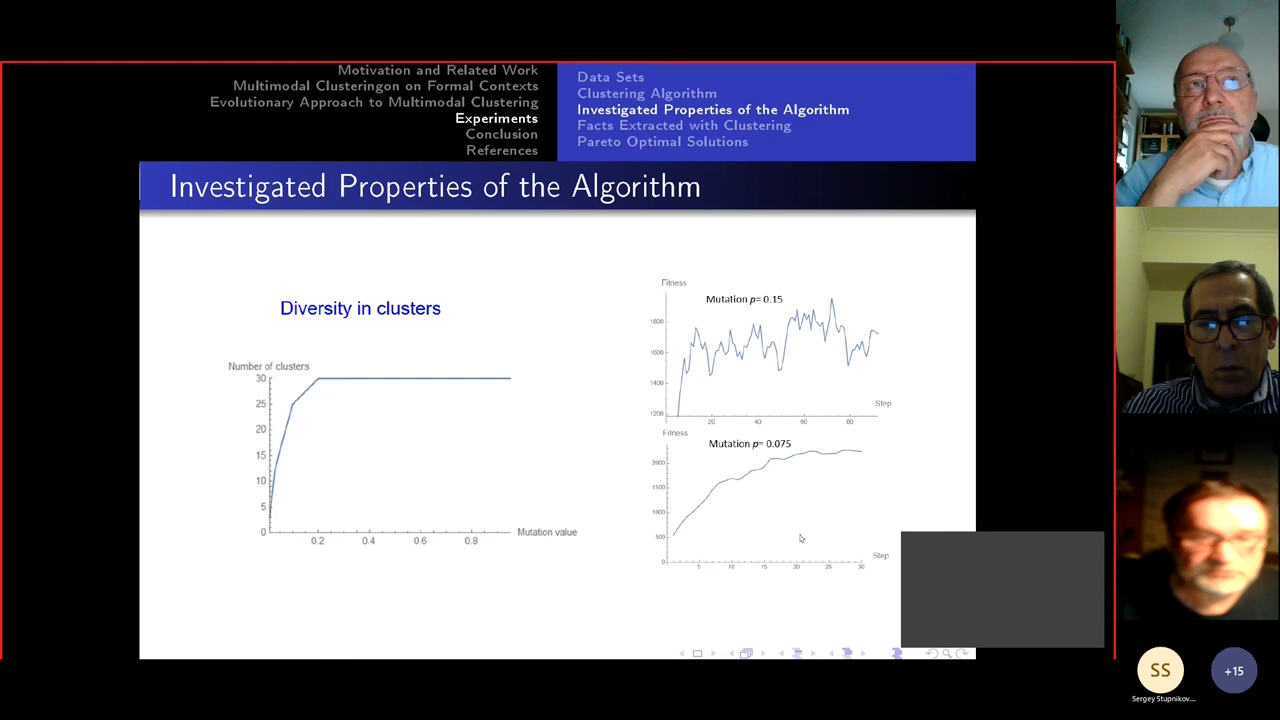 Motivation and Related Work
Multimodal Clusteringon on Formal Contexts
Evolutionary Approach to Multimodal Clustering
Experiments
Conclusion
References
Data Sets
Clustering Algorithm
Investigated Properties of the Algorithm
Facts Extracted with Clustering
Pareto Optimal Solutions
Investigated Properties of the Algorithm
Diversity in clusters
Number of clusters
30
25
20
15
10
5
0
0.2
0.4
0.6
0.8
Mutation value
Fitness
Mutation p= 0.15
1800
1600
1400
1200
20
40
60
80
Step
Fitness
Mutation p= 0.075
2000
1500
1000
500
0
5
10
15
20
25
30
Step
SS
Sergey Stupnikov...
+15